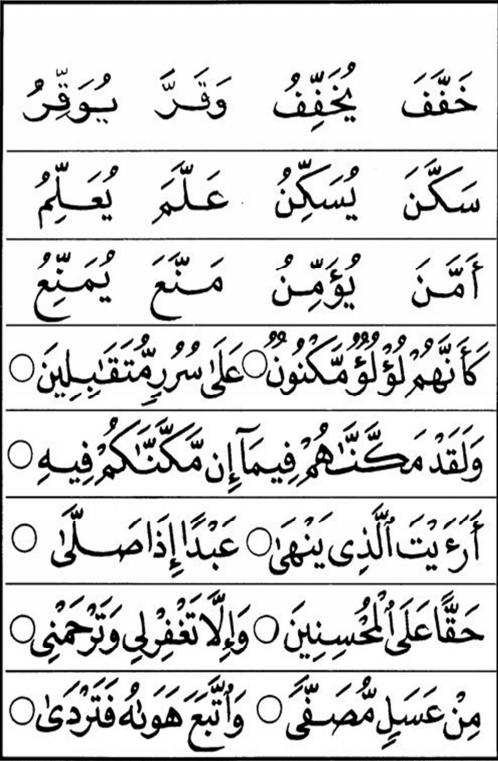 خَفَّفَ يُخَفِّفُ وَقَرَّ يُوَقِّرُ
سَكَّنَ يُسَكِّنُ عَلَّمَ يُعَلِّمُ
أَمَّنَ يُؤَمِّنُ مَنَّعَ يُمَنِّعُ
كَأَنَّهُمْ لُؤْلُؤٌ مَّكْنُونٌ ○ عَلَىٰ سُرُرٍ مُّتَقَـٰبِلِينَ ○
وَلَقَدْ مَكَّنَّـٰهُمْ فِيمَآ إِن مَّكَّنَّـٰكُمْ فِيهِ ○
أَرَءَيْتَ ٱلَّذِى يَنْهَىٰ ○ عَبْدًا إِذَا صَلَّىٰ ○
حَقًّا عَلَى ٱلْمُحْسِنِينَ ○ وَإِلَّا تَغْفِرْ لِى وَتَرْحَمْنِى ○
مِنْ عَسَلٍ مُّصَفًّى ○ وَٱتَّبَعَ هَوَىٰهُ فَتَرْدَىٰ ○